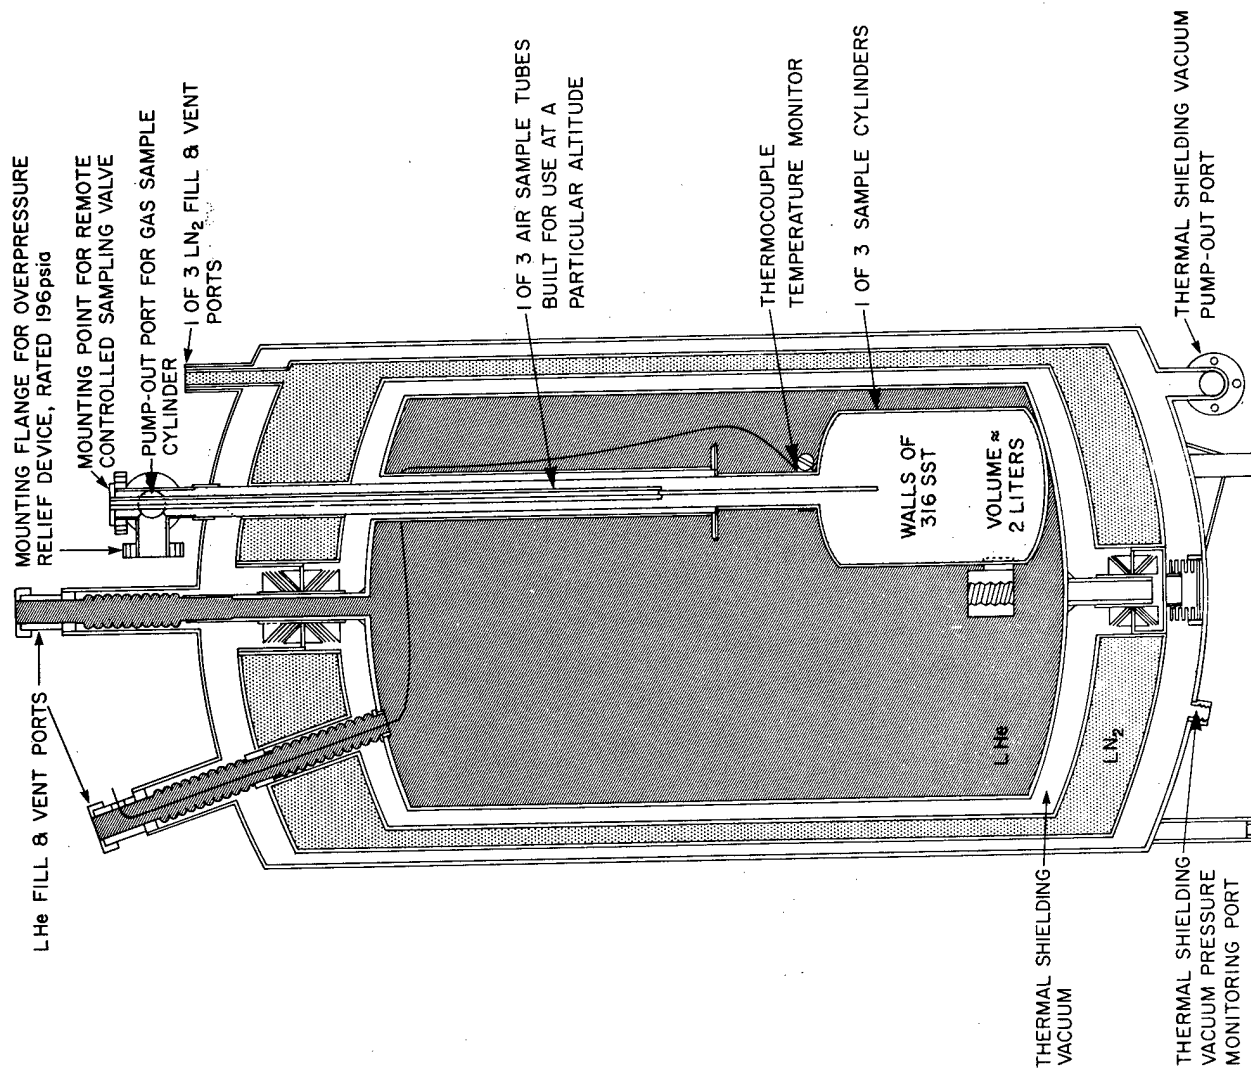 MOUNTING FLANGE FOR OVERPRESSURE
RELIEF DEVICE, RATED 196psia
MOUNTING POINT FOR REMOTE
CONTROLLED SAMPLING VALVE
PUMP-OUT PORT FOR GAS SAMPLE
CYLINDER
1 OF 3 LN₂ FILL & VENT
PORTS
LHe FILL & VENT PORTS
1 OF 3 AIR SAMPLE TUBES
BUILT FOR USE AT A
PARTICULAR ALTITUDE
THERMOCOUPLE
TEMPERATURE MONITOR
1 OF 3 SAMPLE CYLINDERS
WALLS OF
316 SST
VOLUME ≈
2 LITERS
LHe
LN₂
THERMAL SHIELDING VACUUM
PUMP-OUT PORT
THERMAL SHIELDING
VACUUM
THERMAL SHIELDING
VACUUM PRESSURE
MONITORING PORT